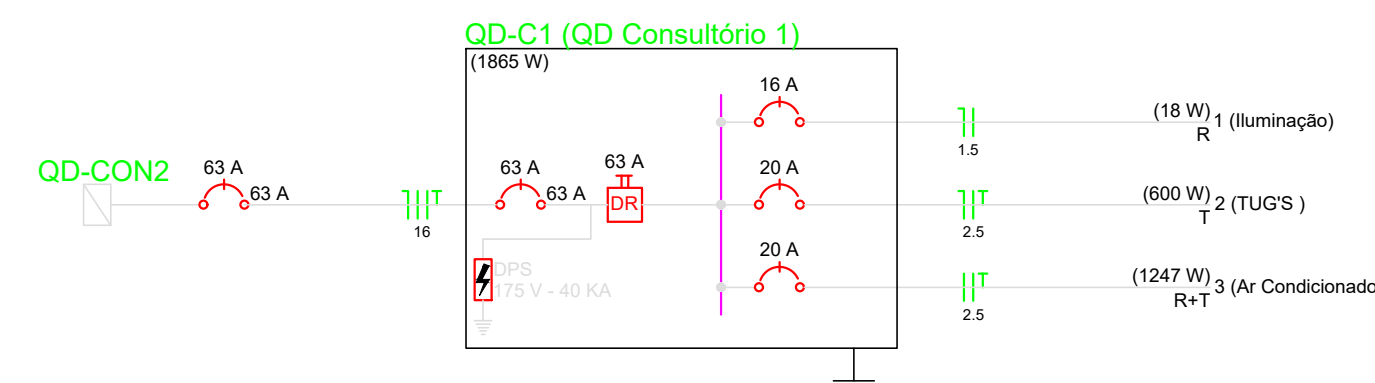 QD-C1 (QD Consultório 1)
(1865 W)
QD-CON2
63 A
63 A
16
63 A
63 A
63 A
DR
DPS
175 V - 40 KA
16 A
1.5
(18 W)
R
1 (Iluminação)
20 A
2.5
T
(600 W)
T
2 (TUG'S )
20 A
2.5
T
(1247 W)
R+T
3 (Ar Condicionado